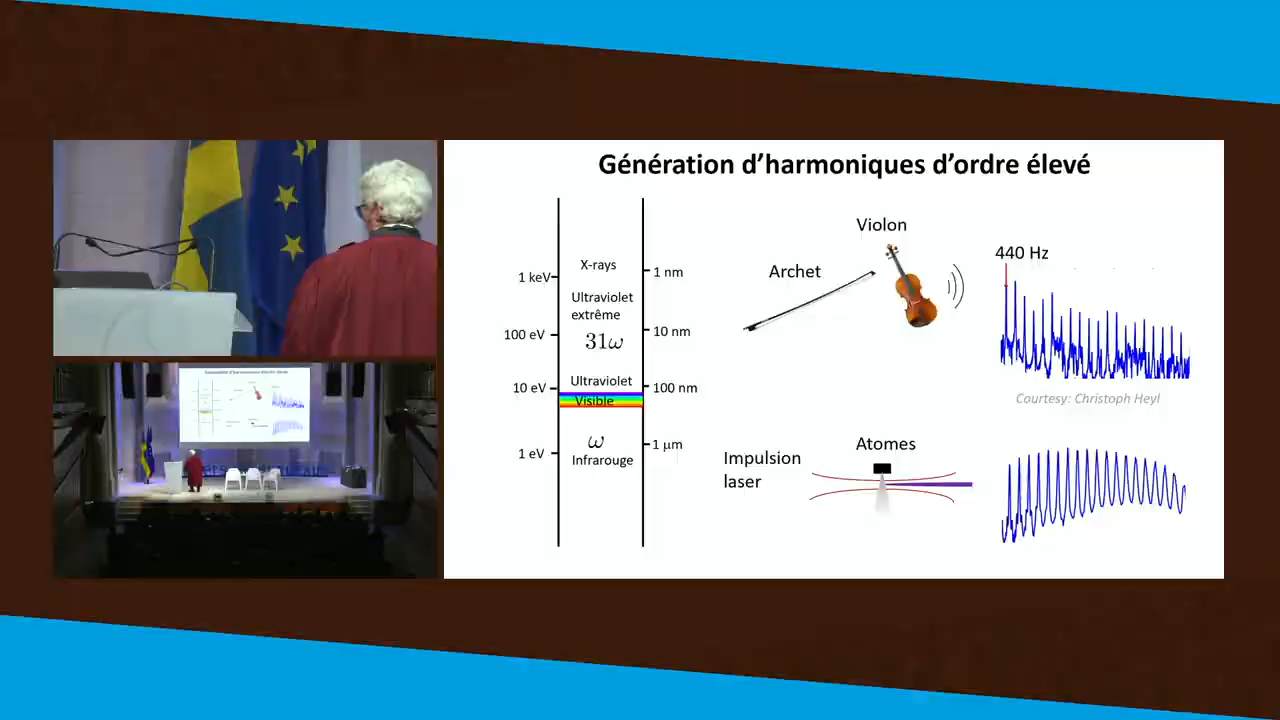 Génération d'harmoniques d'ordre élevé
X-rays
1 keV
1 nm
Ultraviolet
extrême
100 eV
31ω
10 nm
Ultraviolet
10 eV
100 nm
Visible
ω
1 μm
1 eV
Infrarouge
Violon
Archet
440 Hz
Courtesy: Christoph Heyl
Atomes
Impulsion
laser